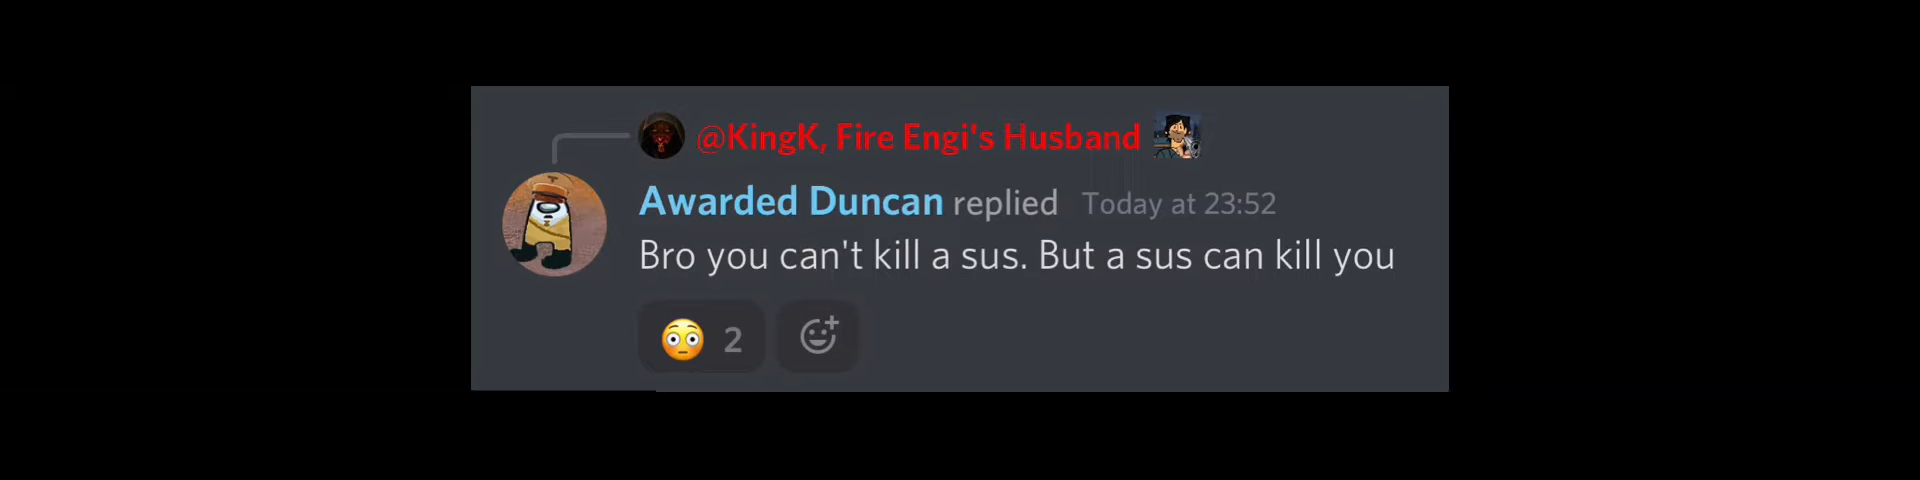 @KingK, Fire Engi's Husband
Awarded Duncan replied Today at 23:52
Bro you can't kill a sus. But a sus can kill you
😳 2